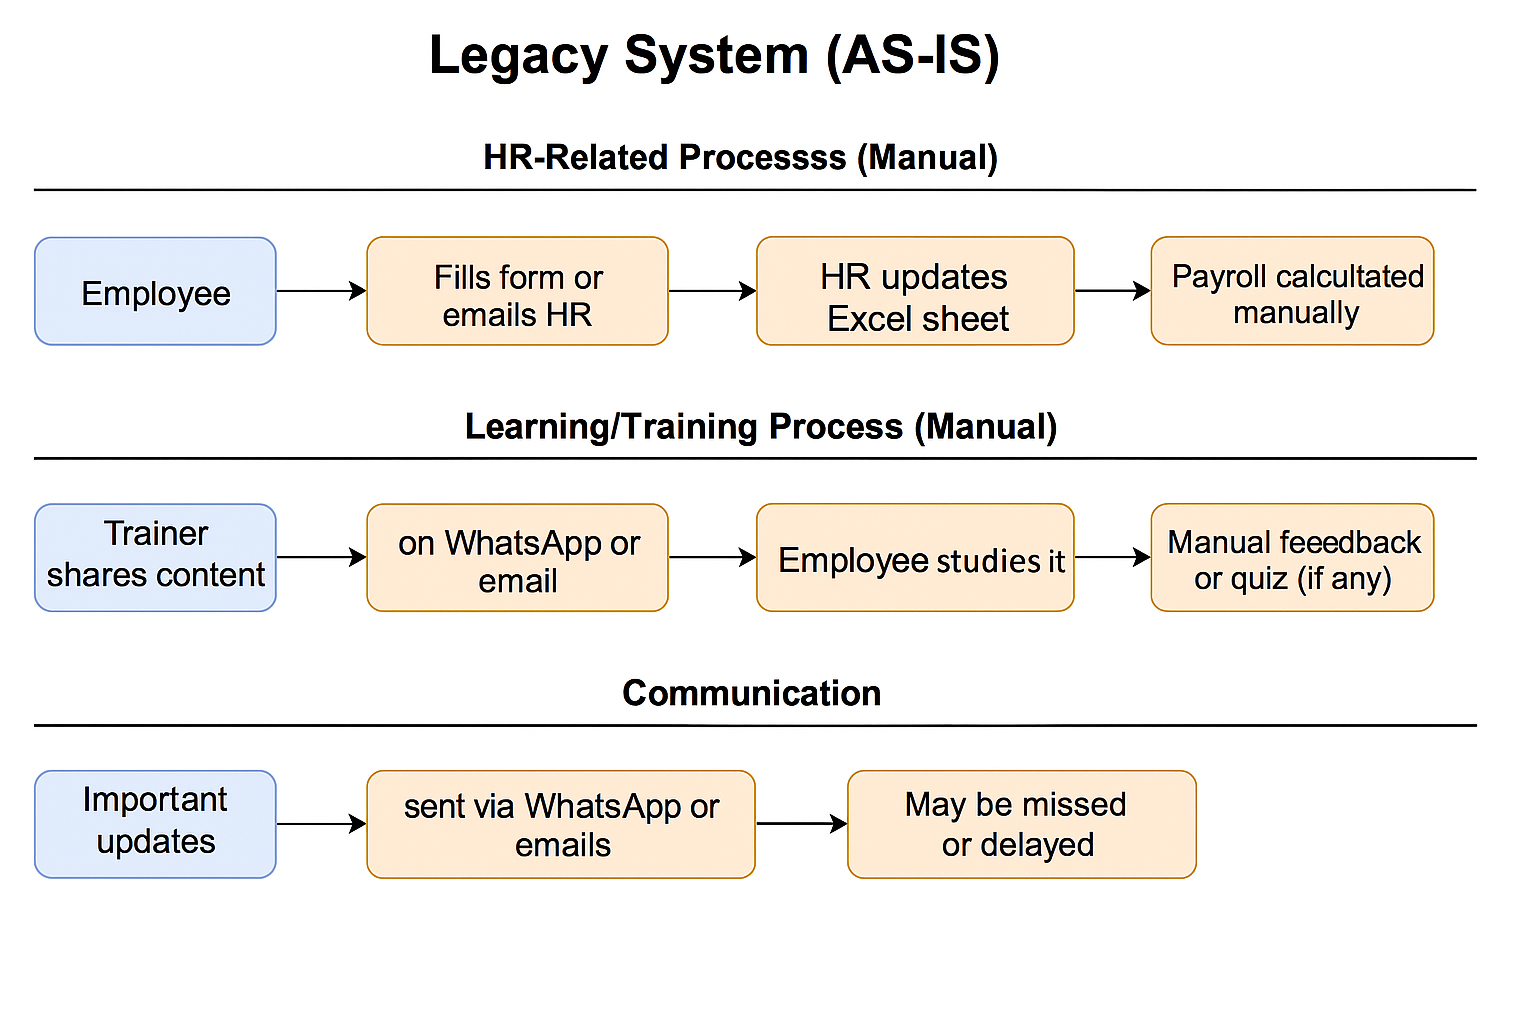 Legacy System (AS-IS)
HR-Related Processss (Manual)
Employee
Fills form or
emails HR
HR updates
Excel sheet
Payroll calcultated
manually
Learning/Training Process (Manual)
Trainer
shares content
on WhatsApp or
email
Employee studies it
Manual feeedback
or quiz (if any)
Communication
Important
updates
sent via WhatsApp or
emails
May be missed
or delayed